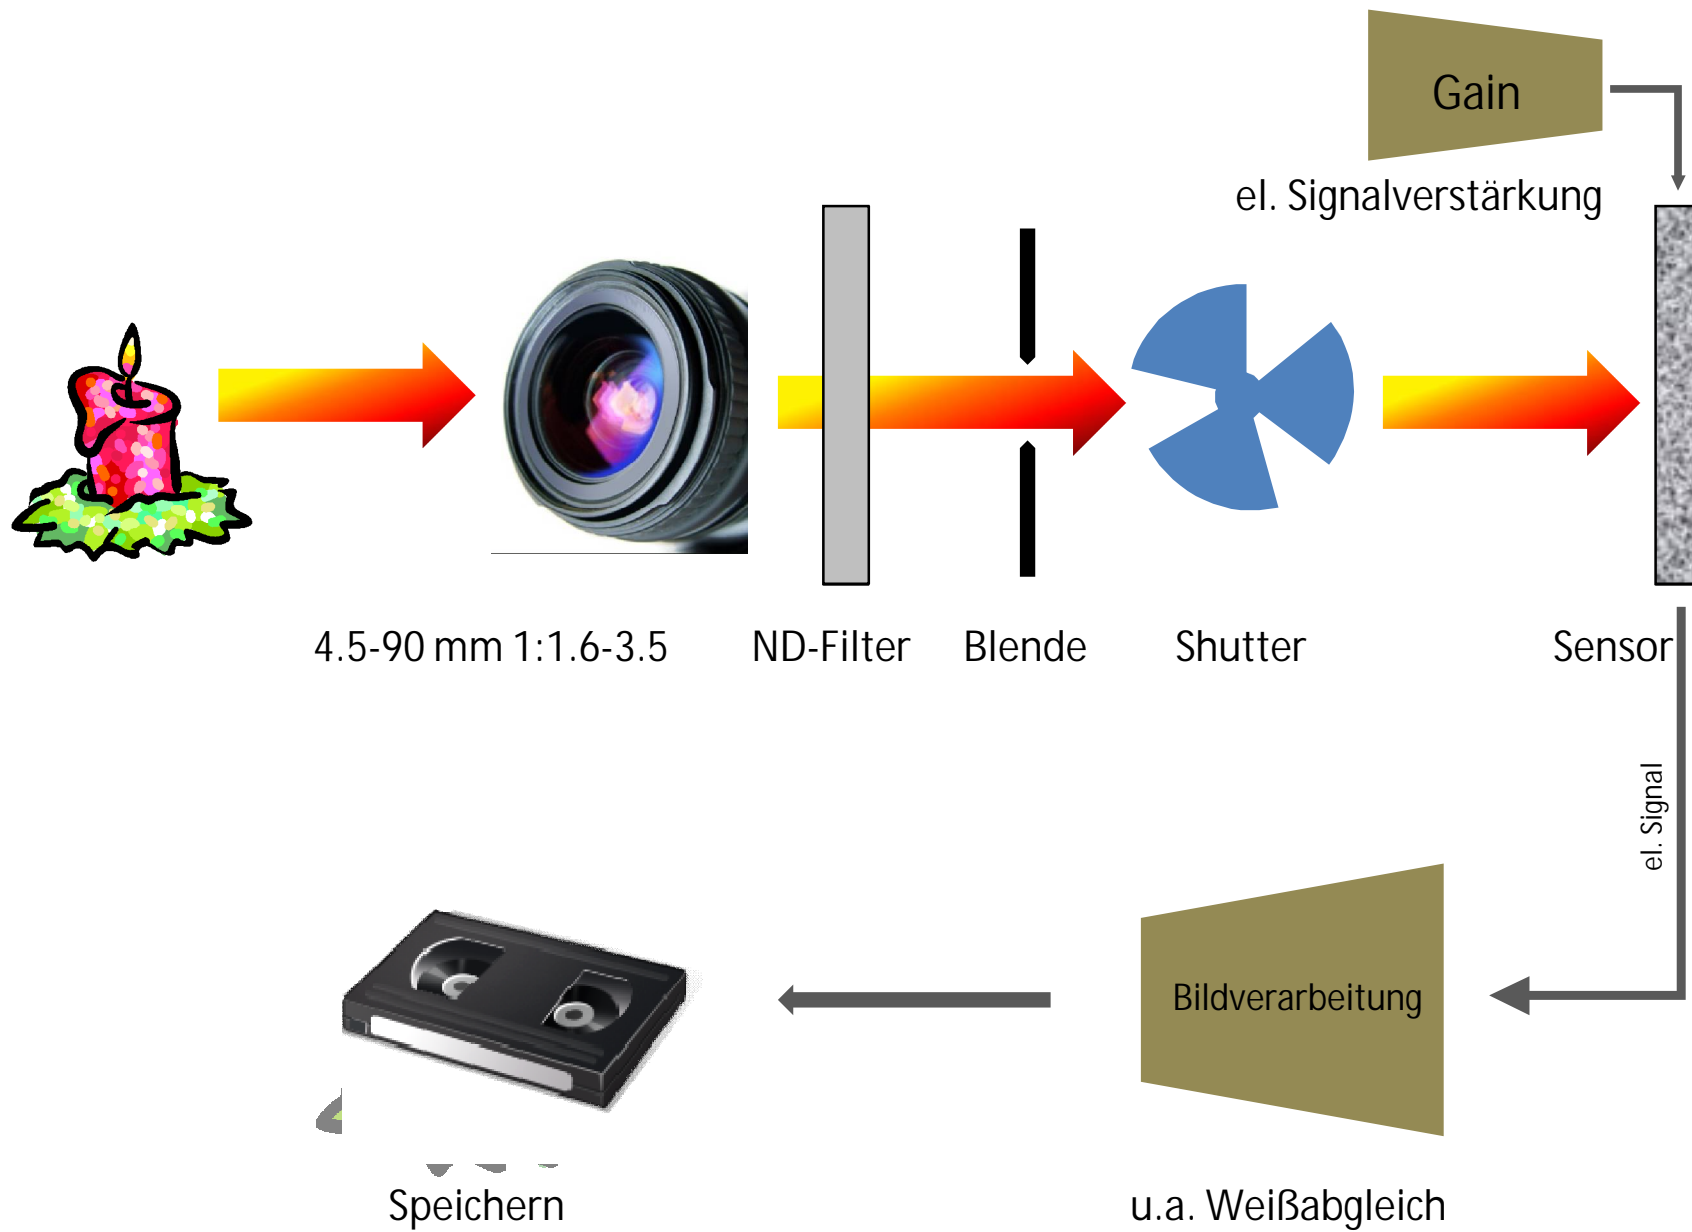 Gain
el. Signalverstärkung
4.5-90 mm 1:1.6-3.5
ND-Filter
Blende
Shutter
Sensor
el. Signal
Bildverarbeitung
Speichern
u.a. Weißabgleich